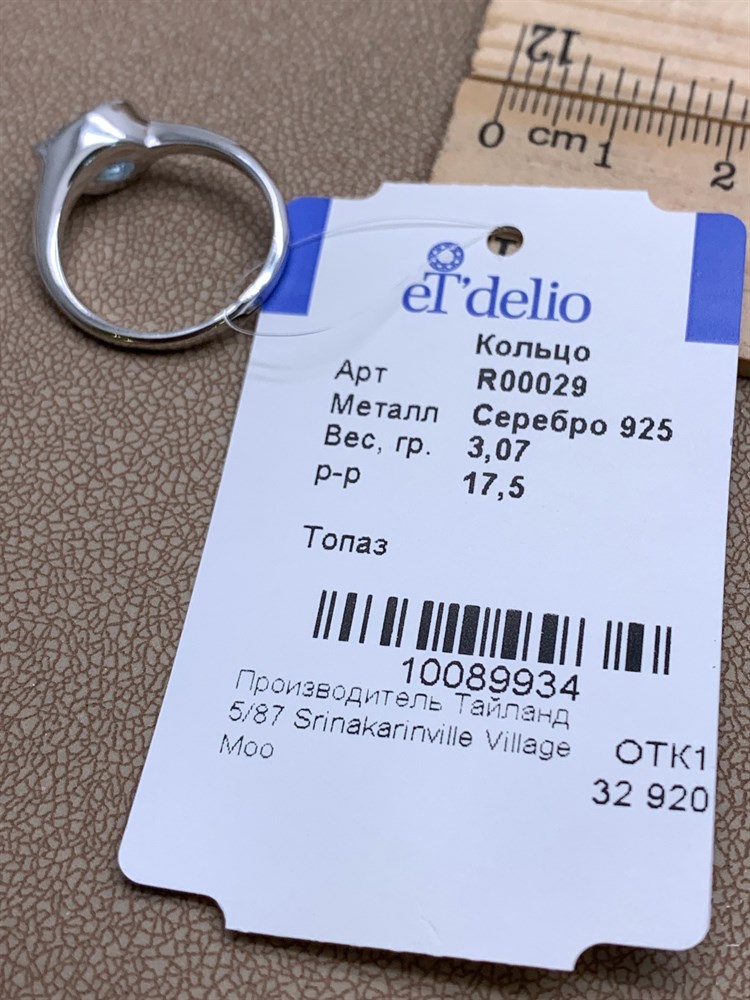 12
0 cm 1 2
eT'delio
Кольцо
Арт R00029
Металл Серебро 925
Вес, гр. 3,07
р-р 17,5
Топаз
10089934
Производитель Тайланд
5/87 Srinakarinville Village
Moo
ОТК1
32 920